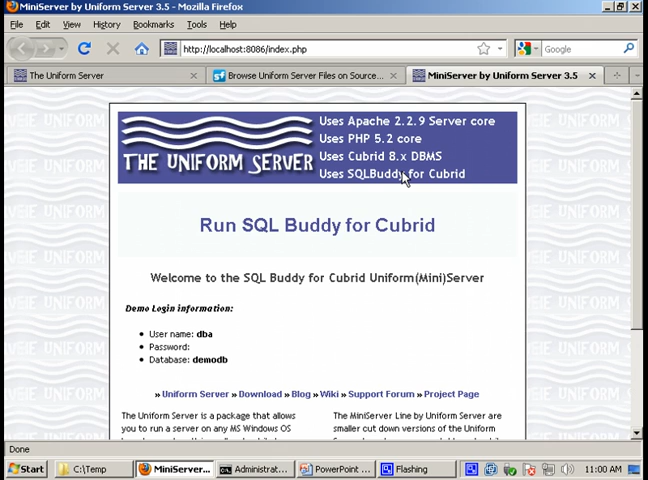 MiniServer by Uniform Server 3.5 - Mozilla Firefox
File Edit View History Bookmarks Tools Help
http://localhost:8086/index.php
Google
The Uniform Server
Browse Uniform Server Files on Source...
MiniServer by Uniform Server 3.5
THE UNIFORM SERVER
Uses Apache 2.2.9 Server core
Uses PHP 5.2 core
Uses Cubrid 8.x DBMS
Uses SQLBuddy for Cubrid
Run SQL Buddy for Cubrid
Welcome to the SQL Buddy for Cubrid Uniform(Mini)Server
Demo Login information:
• User name: dba
• Password:
• Database: demodb
» Uniform Server » Download » Blog » Wiki » Support Forum » Project Page
The Uniform Server is a package that allows
you to run a server on any MS Windows OS
The MiniServer Line by Uniform Server are
smaller cut down versions of the Uniform
Done
Start
C:\Temp
MiniServer...
Administrat...
PowerPoint ...
Flashing
11:00 AM